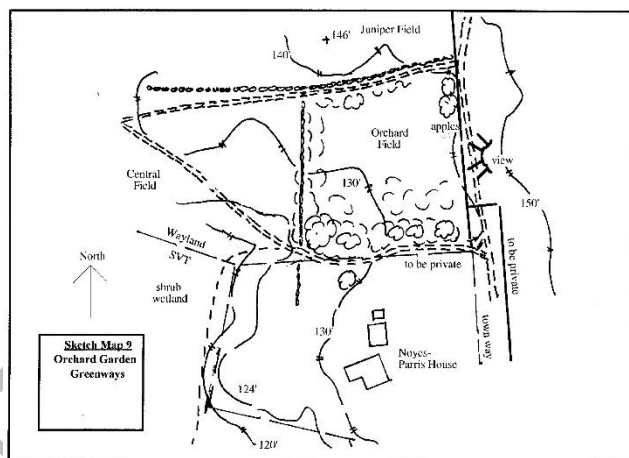 146'
Juniper Field
140'
Orchard
Field
apples
view
Central
Field
130'
150'
Wayland
SVT
to be private
to be private
North
shrub
wetland
town way
130'
Noyes-
Parris House
Sketch Map 9
Orchard Garden
Greenways
124'
120'